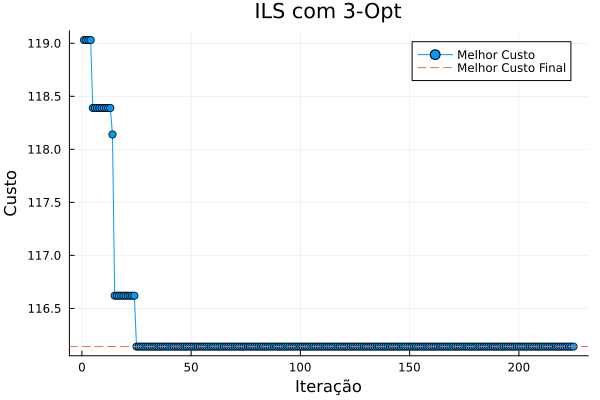 ILS com 3-Opt
Melhor Custo
Melhor Custo Final
119.0
118.5
118.0
117.5
117.0
116.5
Custo
0
50
100
150
200
Iteração